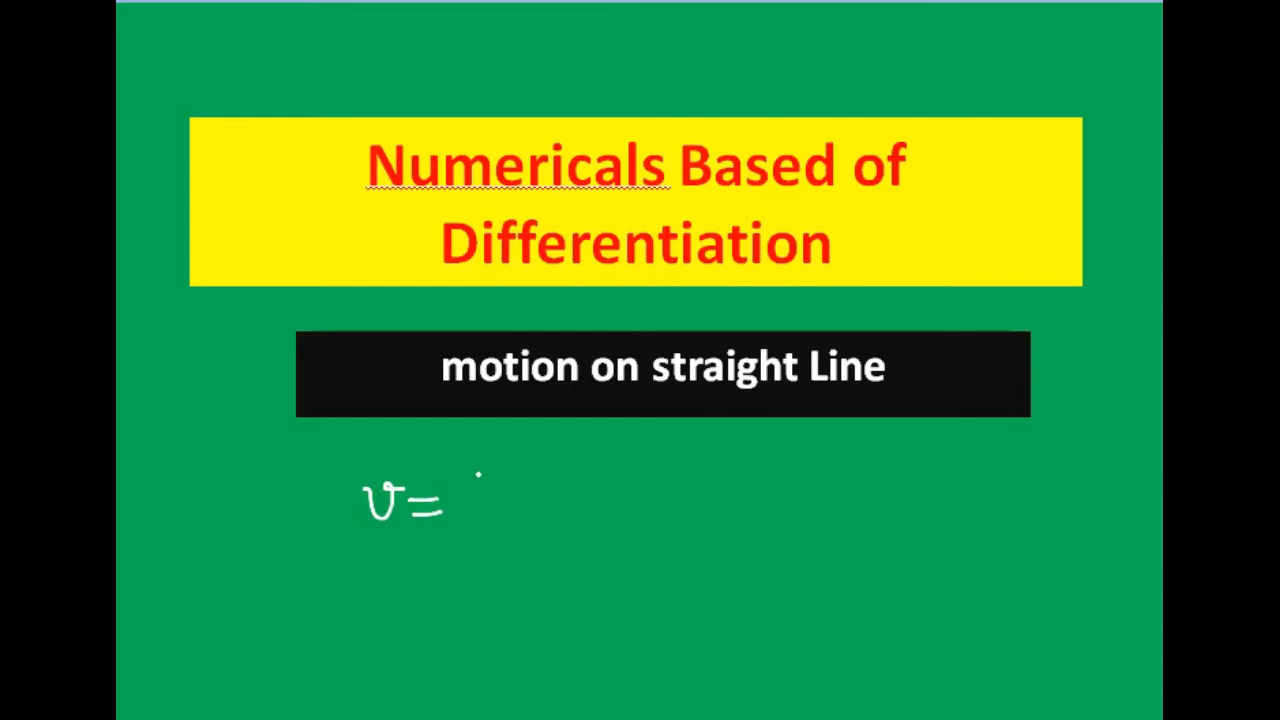 Numericals Based of
Differentiation
motion on straight Line
v=